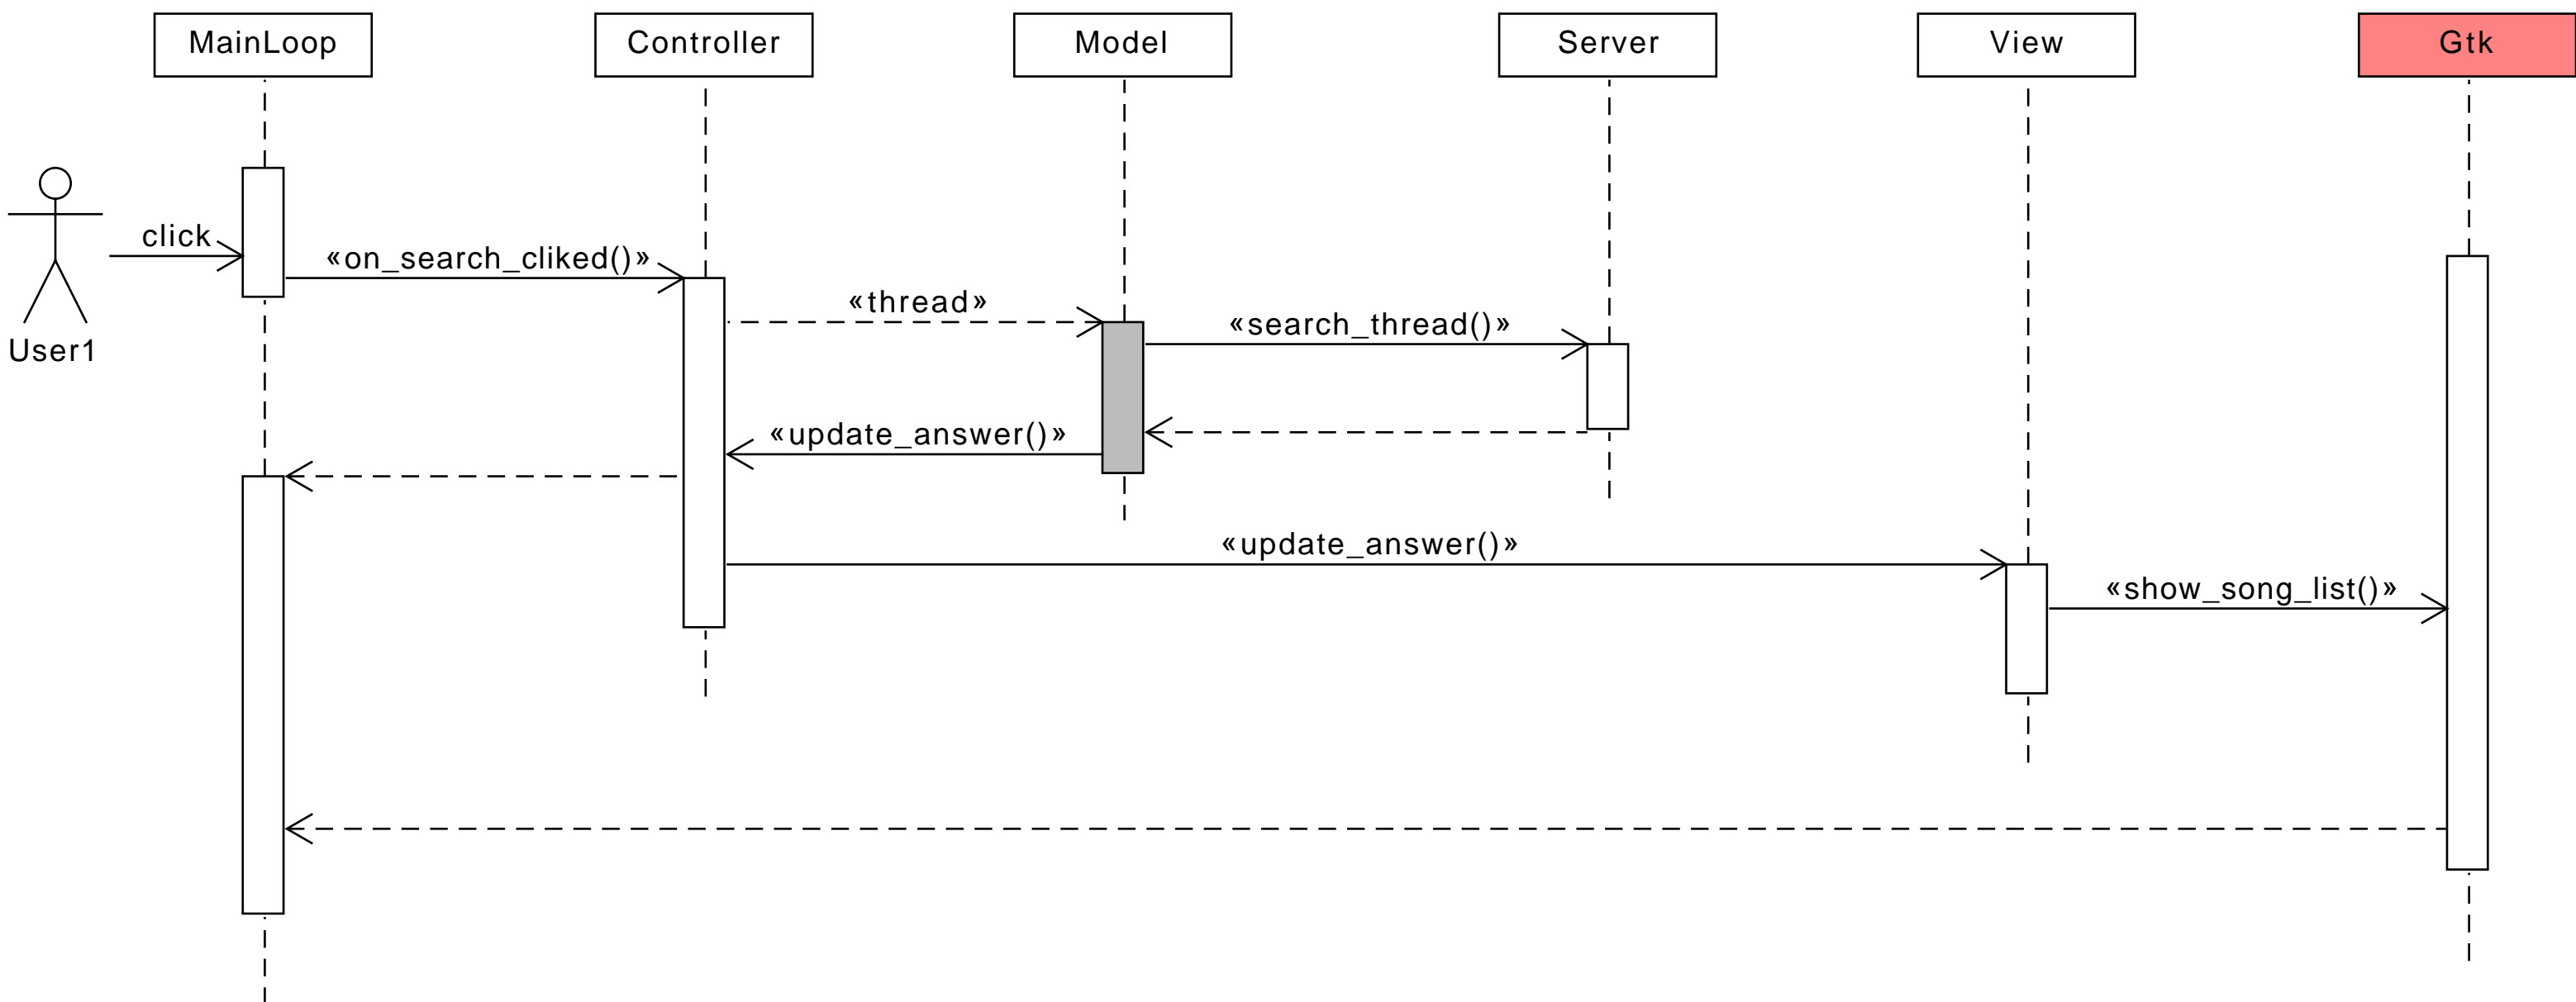 MainLoop
Controller
Model
Server
View
Gtk
click
«on_search_cliked()»
«thread»
«search_thread()»
User1
«update_answer()»
«update_answer()»
«show_song_list()»